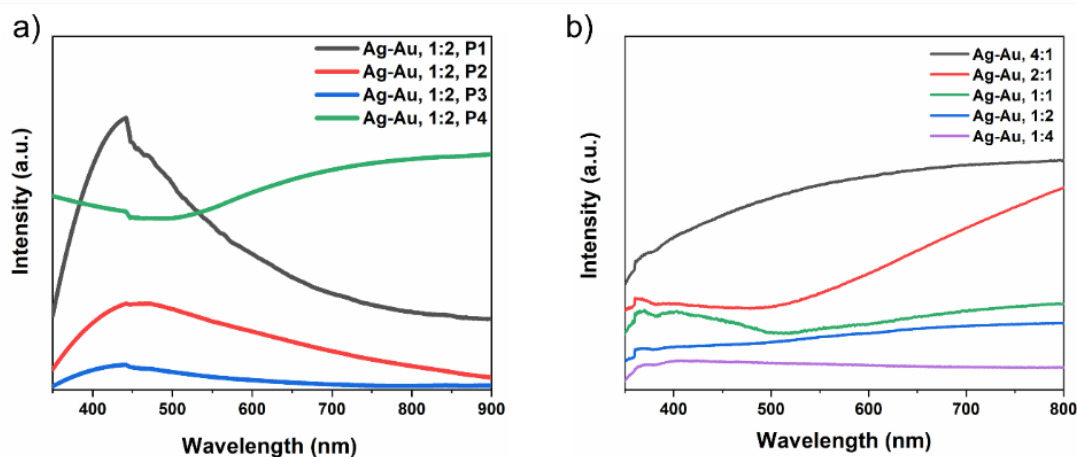 a)
Ag-Au, 1:2, P1
Ag-Au, 1:2, P2
Ag-Au, 1:2, P3
Ag-Au, 1:2, P4
Intensity (a.u.)
400 500 600 700 800 900
Wavelength (nm)
b)
Ag-Au, 4:1
Ag-Au, 2:1
Ag-Au, 1:1
Ag-Au, 1:2
Ag-Au, 1:4
Intensity (a.u.)
400 500 600 700 800
Wavelength (nm)